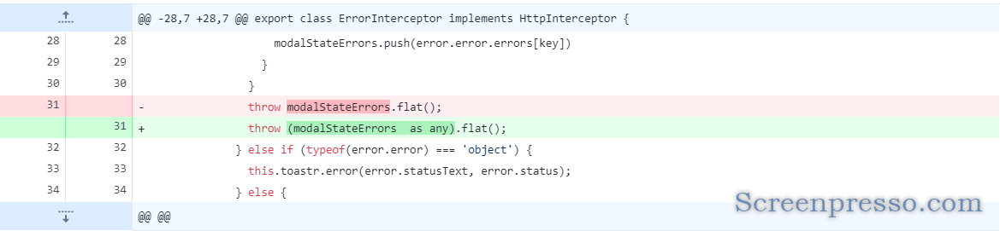 @@ -28,7 +28,7 @@ export class ErrorInterceptor implements HttpInterceptor {
28 28 modalStateErrors.push(error.error.errors[key])
29 29 }
30 30 }
31 - throw modalStateErrors.flat();
31 + throw (modalStateErrors  as any).flat();
32 32 } else if (typeof(error.error) === 'object') {
33 33 this.toastr.error(error.statusText, error.status);
34 34 } else {
@@ @@
Screenpresso.com